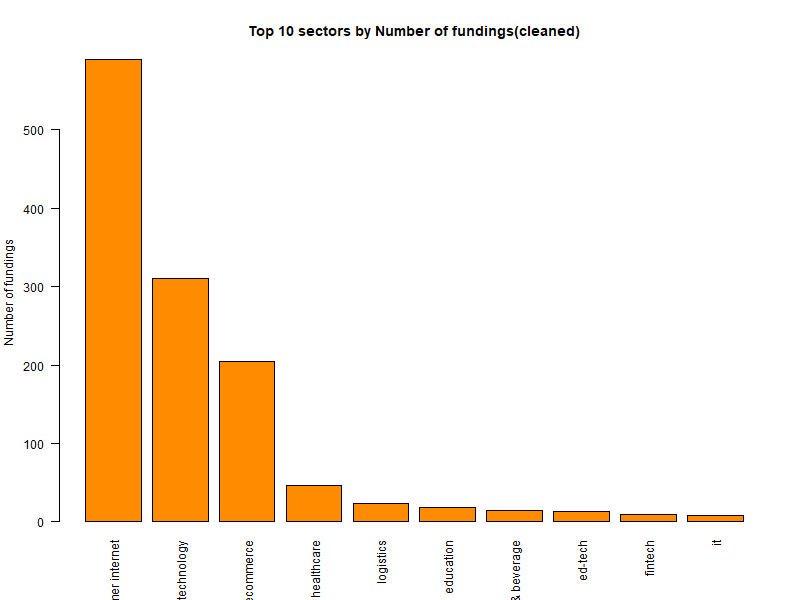 Top 10 sectors by Number of fundings(cleaned)
Number of fundings
500
400
300
200
100
0
ner internet
technology
ecommerce
healthcare
logistics
education
& beverage
ed-tech
fintech
it